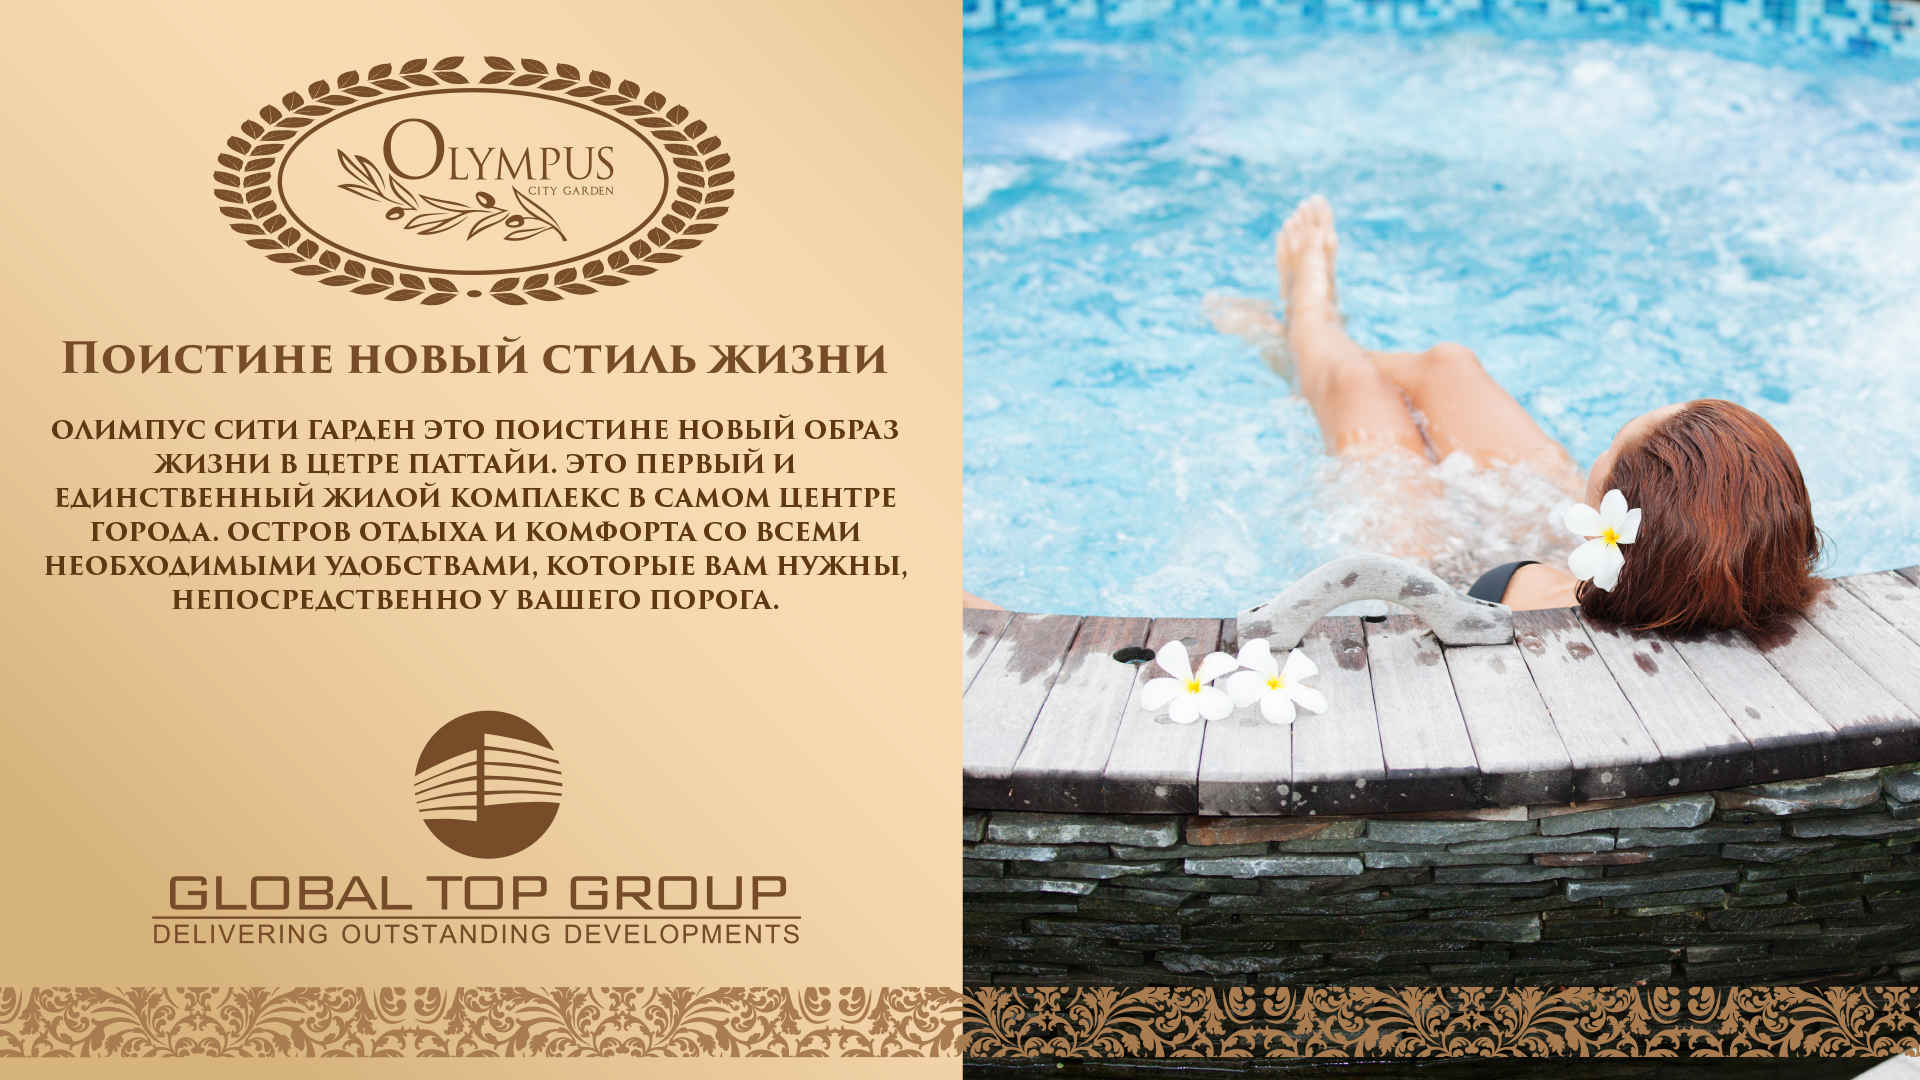 OLYMPUS
CITY GARDEN
ПОИСТИНЕ НОВЫЙ СТИЛЬ ЖИЗНИ
ОЛИМПУС СИТИ ГАРДЕН ЭТО ПОИСТИНЕ НОВЫЙ ОБРАЗ
ЖИЗНИ В ЦЕТРЕ ПАТТАЙИ. ЭТО ПЕРВЫЙ И
ЕДИНСТВЕННЫЙ ЖИЛОЙ КОМПЛЕКС В САМОМ ЦЕНТРЕ
ГОРОДА. ОСТРОВ ОТДЫХА И КОМФОРТА СО ВСЕМИ
НЕОБХОДИМЫМИ УДОБСТВАМИ, КОТОРЫЕ ВАМ НУЖНЫ,
НЕПОСРЕДСТВЕННО У ВАШЕГО ПОРОГА.
GLOBAL TOP GROUP
DELIVERING OUTSTANDING DEVELOPMENTS